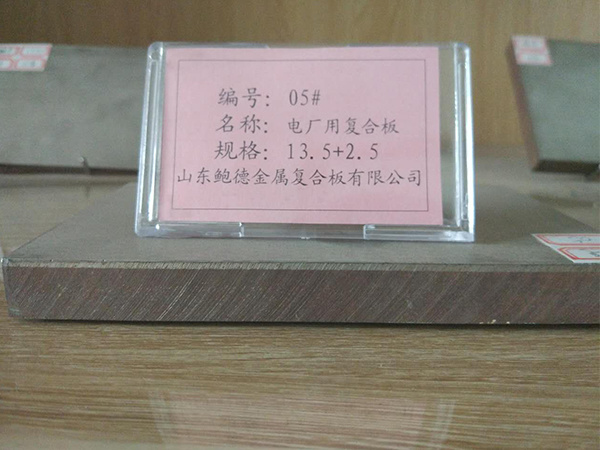 编号: 05#
名称: 电厂用复合板
规格: 13.5+2.5
山东鲍德金属复合板有限公司